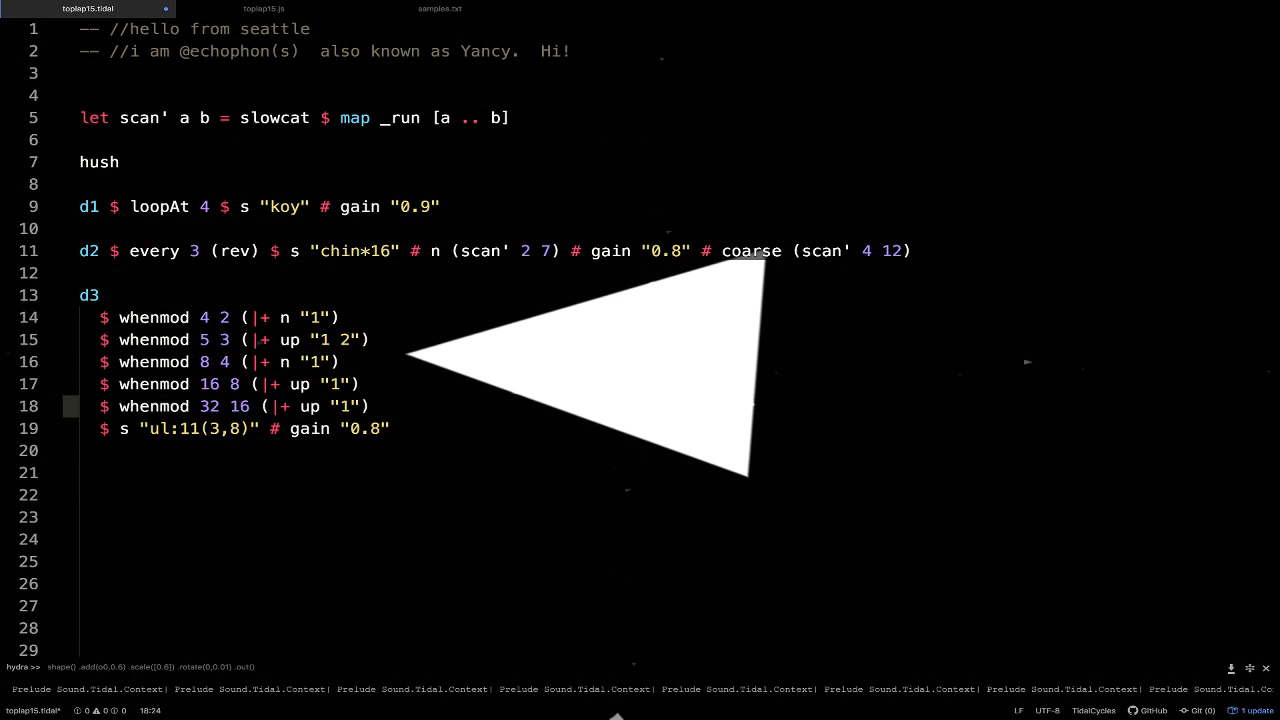 toplap15.tidal toplap15.js samples.txt
1 -- //hello from seattle
2 -- //i am @echophon(s)  also known as Yancy.  Hi!
3
4
5 let scan' a b = slowcat $ map _run [a .. b]
6
7 hush
8
9 d1 $ loopAt 4 $ s "koy" # gain "0.9"
10
11 d2 $ every 3 (rev) $ s "chin*16" # n (scan' 2 7) # gain "0.8" # coarse (scan' 4 12)
12
13 d3
14   $ whenmod 4 2 (|+ n "1")
15   $ whenmod 5 3 (|+ up "1 2")
16   $ whenmod 8 4 (|+ n "1")
17   $ whenmod 16 8 (|+ up "1")
18   $ whenmod 32 16 (|+ up "1")
19   $ s "ul:11(3,8)" # gain "0.8"
20
21
22
23
24
25
26
27
28
29
hydra >> shape() .add(o0,0.6) .scale([0.6]) .rotate(0,0.01) .out()
Prelude Sound.Tidal.Context| Prelude Sound.Tidal.Context| Prelude Sound.Tidal.Context| Prelude Sound.Tidal.Context| Prelude Sound.Tidal.Context| Prelude Sound.Tidal.Context| Prelude Sound.Tidal.Context| Prelude Sound.Tidal.Co
toplap15.tidal* 0 0 0 18:24 LF UTF-8 TidalCycles GitHub Git (0) 1 update